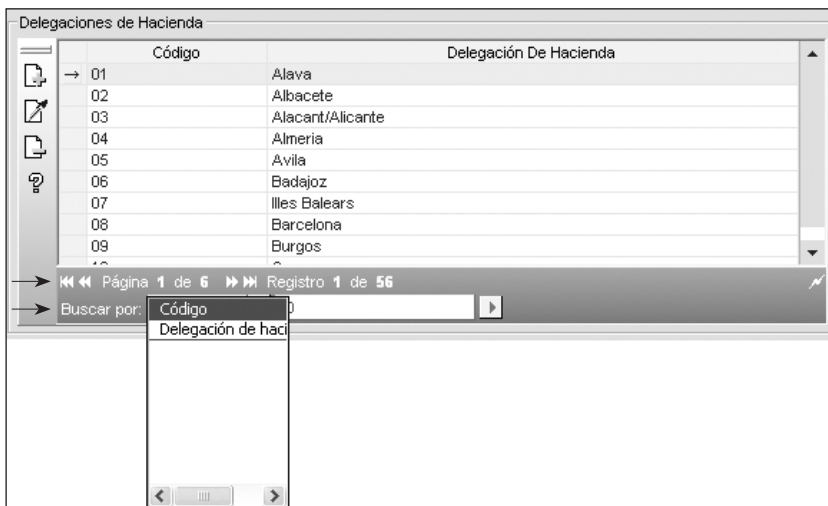 Delegaciones de Hacienda
Código Delegación De Hacienda
→ 01 Alava
02 Albacete
03 Alacant/Alicante
04 Almeria
05 Avila
06 Badajoz
07 Illes Balears
08 Barcelona
09 Burgos
Página 1 de 6 Registro 1 de 56
Buscar por:
Código
Delegación de haci